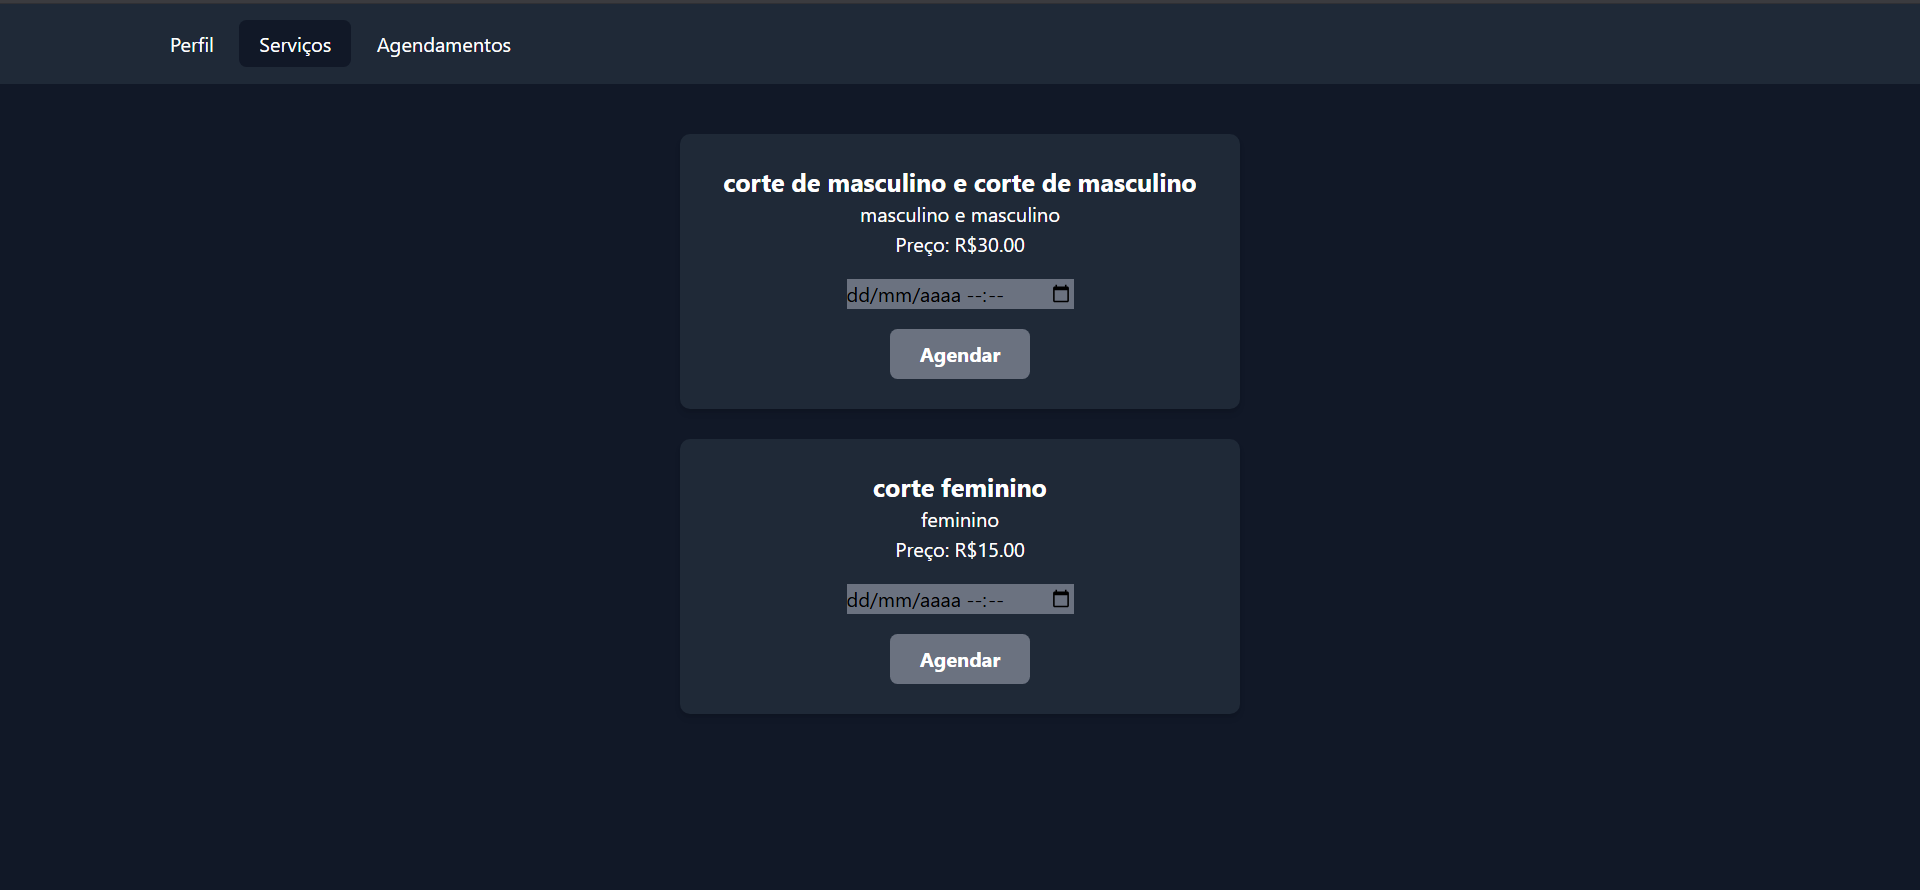 Perfil Serviços Agendamentos
corte de masculino e corte de masculino
masculino e masculino
Preço: R$30.00
dd/mm/aaaa --:--
Agendar
corte feminino
feminino
Preço: R$15.00
dd/mm/aaaa --:--
Agendar